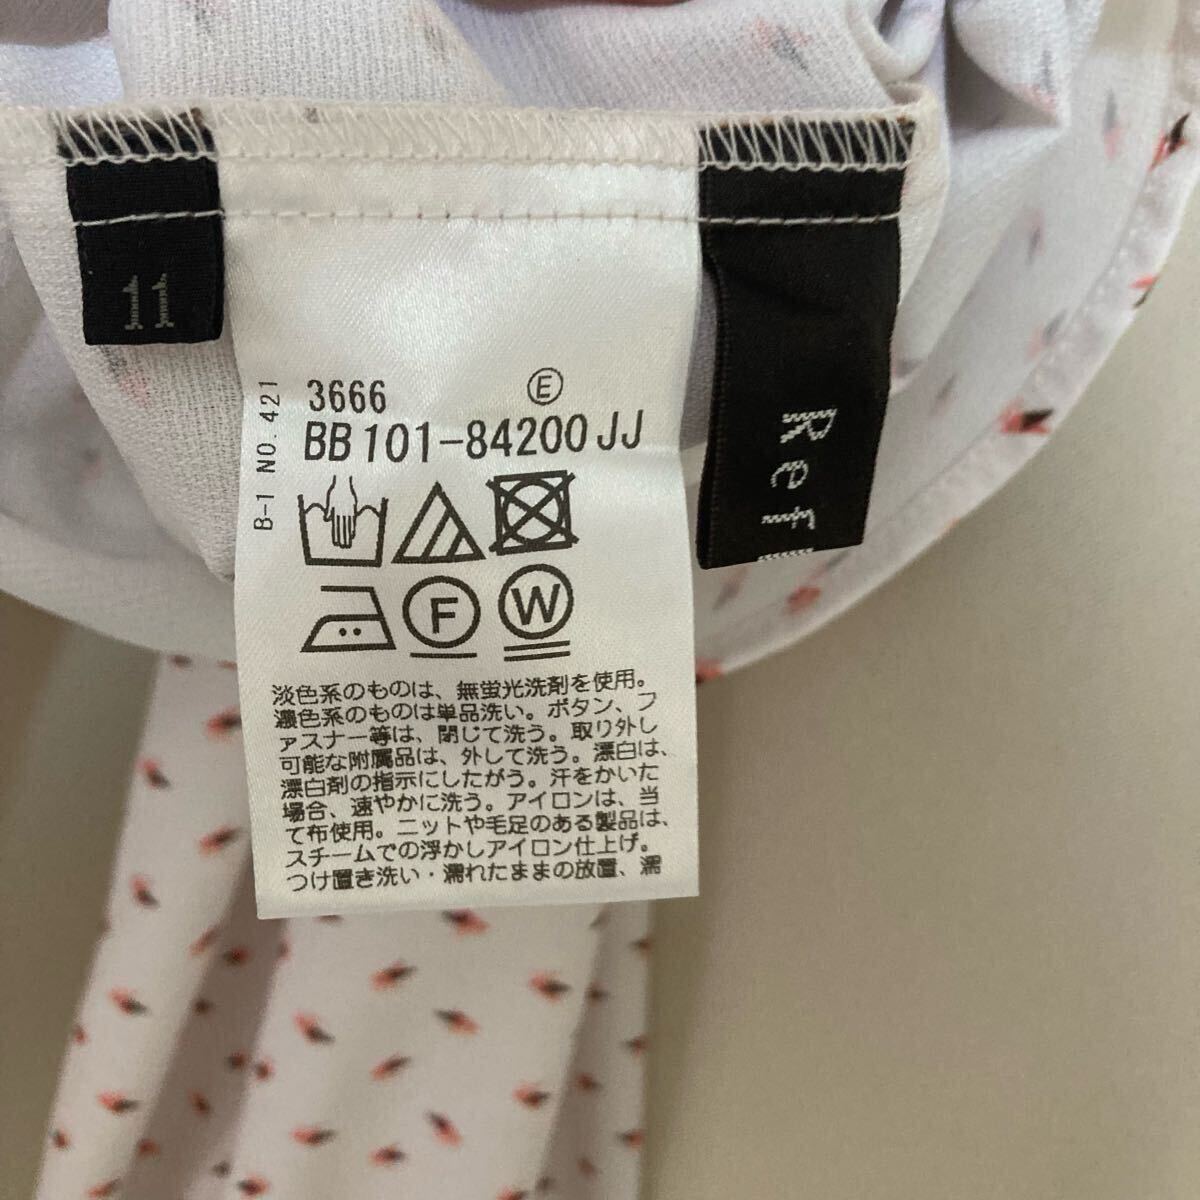 11
B-1 NO. 421
3666 Ⓔ
BB101-84200JJ
F
W
淡色系のものは、無蛍光洗剤を使用。
濃色系のものは単品洗い。ボタン、フ
ァスナー等は、閉じて洗う。取り外し
可能な附属品は、外して洗う。漂白は、
漂白剤の指示にしたがう。汗をかいた
場合、速やかに洗う。アイロンは、当
て布使用。ニットや毛足のある製品は、
スチームでの浮かしアイロン仕上げ。
つけ置き洗い・濡れたままの放置、濡